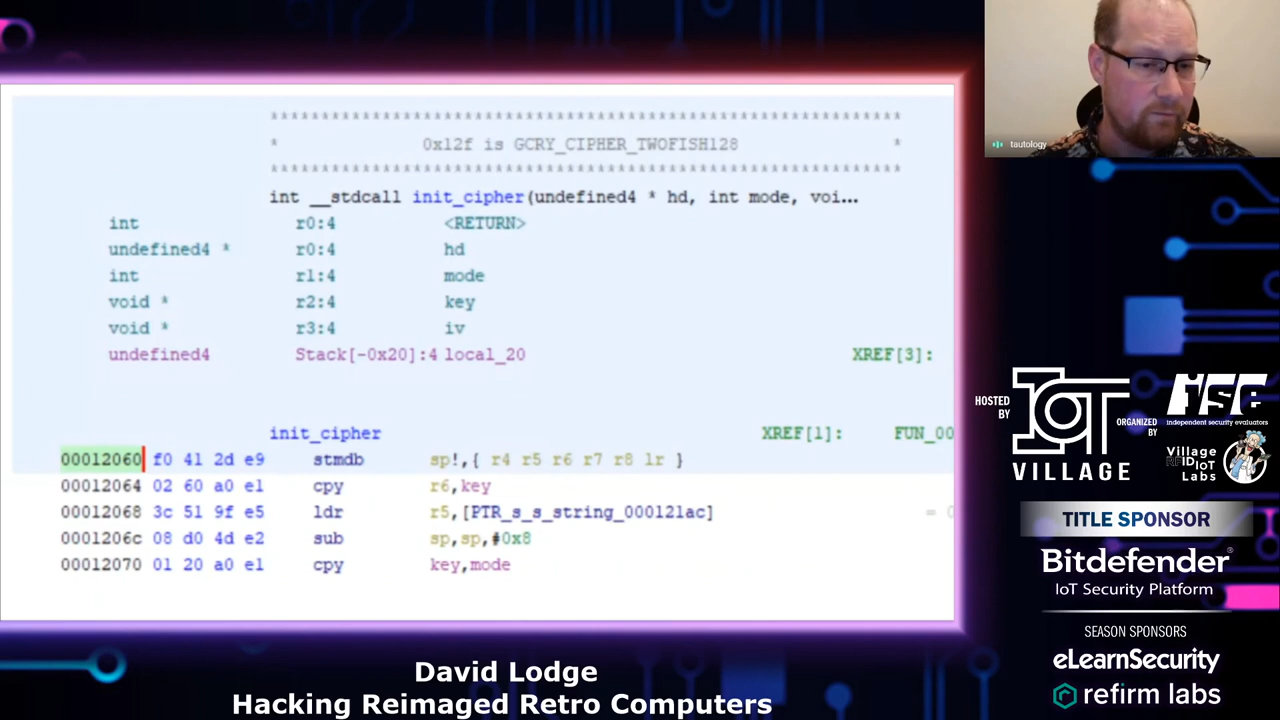 ****************************************************************
* 0x12f is GCRY_CIPHER_TWOFISH128 *
****************************************************************
int __stdcall init_cipher(undefined4 * hd, int mode, voi...
int r0:4 <RETURN>
undefined4 * r0:4 hd
int r1:4 mode
void * r2:4 key
void * r3:4 iv
undefined4 Stack[-0x20]:4 local_20 XREF[3]:
init_cipher XREF[1]: FUN_00
00012060 f0 41 2d e9 stmdb sp!,{ r4 r5 r6 r7 r8 lr }
00012064 02 60 a0 e1 cpy r6,key
00012068 3c 51 9f e5 ldr r5,[PTR_s_s_string_000121ac] = 0
0001206c 08 d0 4d e2 sub sp,sp,#0x8
00012070 01 20 a0 e1 cpy key,mode
tautology
HOSTED BY
IOT VILLAGE
ORGANIZED BY
iSE
independent security evaluators
Village
RFID IoT
Labs
TITLE SPONSOR
Bitdefender®
IoT Security Platform
SEASON SPONSORS
eLearnSecurity
refirm labs
David Lodge
Hacking Reimaged Retro Computers